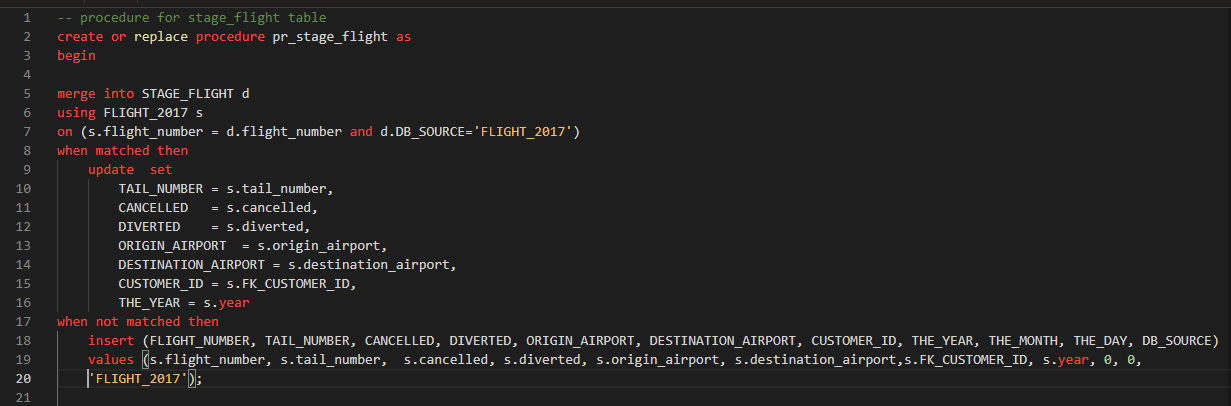 1 -- procedure for stage_flight table
2 create or replace procedure pr_stage_flight as
3 begin
4
5 merge into STAGE_FLIGHT d
6 using FLIGHT_2017 s
7 on (s.flight_number = d.flight_number and d.DB_SOURCE='FLIGHT_2017')
8 when matched then
9     update  set
10         TAIL_NUMBER = s.tail_number,
11         CANCELLED   = s.cancelled,
12         DIVERTED    = s.diverted,
13         ORIGIN_AIRPORT  = s.origin_airport,
14         DESTINATION_AIRPORT = s.destination_airport,
15         CUSTOMER_ID = s.FK_CUSTOMER_ID,
16         THE_YEAR = s.year
17 when not matched then
18     insert (FLIGHT_NUMBER, TAIL_NUMBER, CANCELLED, DIVERTED, ORIGIN_AIRPORT, DESTINATION_AIRPORT, CUSTOMER_ID, THE_YEAR, THE_MONTH, THE_DAY, DB_SOURCE)
19     values (s.flight_number, s.tail_number,  s.cancelled, s.diverted, s.origin_airport, s.destination_airport,s.FK_CUSTOMER_ID, s.year, 0, 0,
20     'FLIGHT_2017');
21